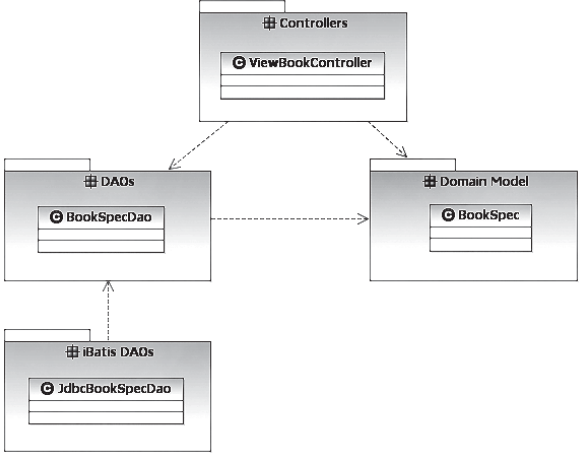 Controllers
C ViewBookController
DAOs
C BookSpecDao
Domain Model
C BookSpec
iBatis DAOs
C JdbcBookSpecDao